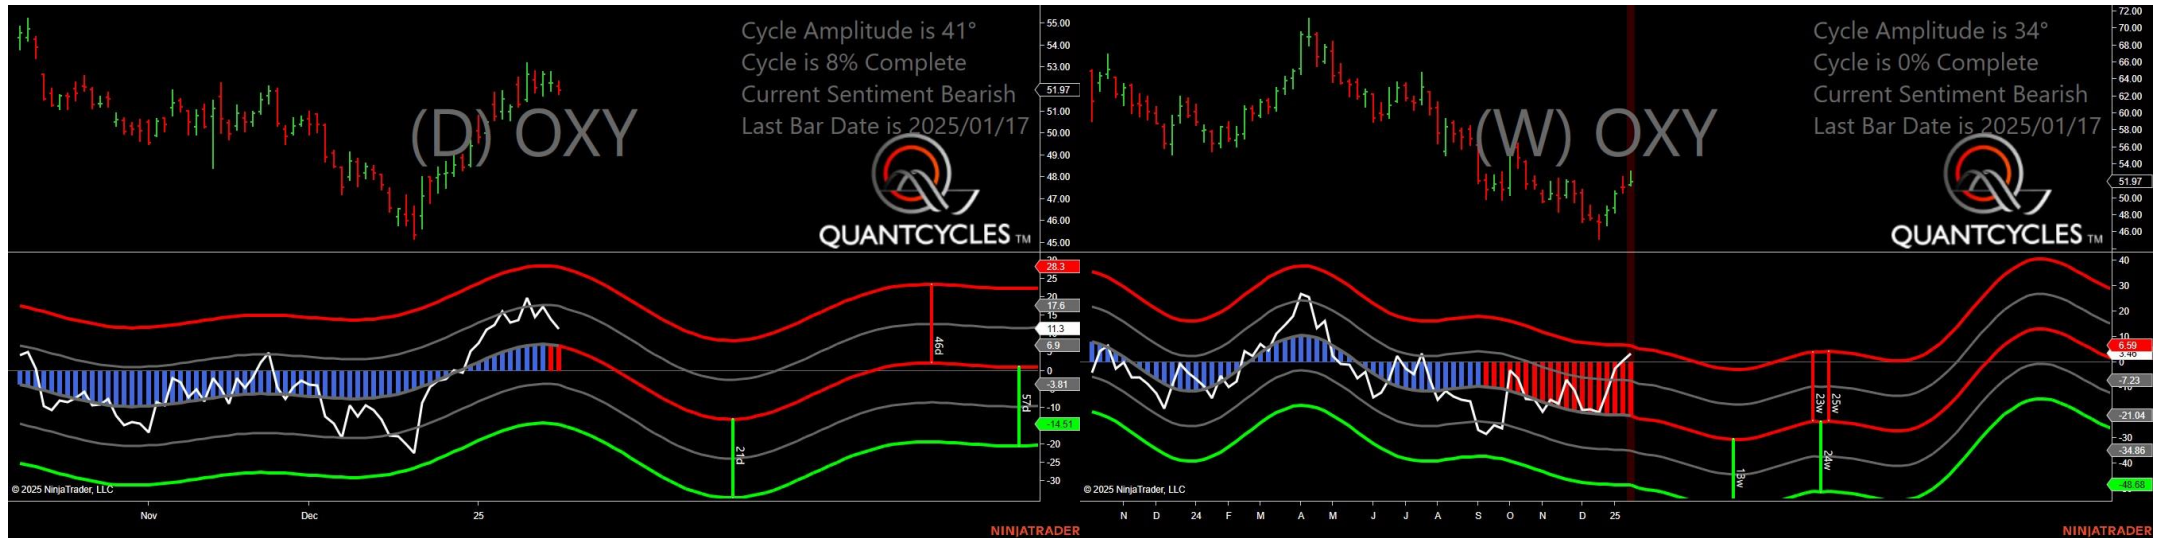 Cycle Amplitude is 41°
Cycle is 8% Complete
Current Sentiment Bearish
Last Bar Date is 2025/01/17
(D) OXY
QUANTCYCLES TM
55.00
54.00
53.00
51.97
51.00
50.00
49.00
48.00
47.00
46.00
45.00
28.3
25
20
17.6
15
11.3
6.9
0
-3.81
-10
-14.51
-20
-25
-30
46d
57d
21d
© 2025 NinjaTrader, LLC
Nov
Dec
25
NINJATRADER
Cycle Amplitude is 34°
Cycle is 0% Complete
Current Sentiment Bearish
Last Bar Date is 2025/01/17
(W) OXY
QUANTCYCLES TM
72.00
70.00
68.00
66.00
64.00
62.00
60.00
58.00
56.00
54.00
51.97
50.00
48.00
46.00
40
30
20
10
6.59
3.40
0
-7.23
-21.04
-30
-34.86
-40
-48.68
23w
25w
24w
13w
© 2025 NinjaTrader, LLC
N
D
24
F
M
A
M
J
J
A
S
O
N
D
25
NINJATRADER